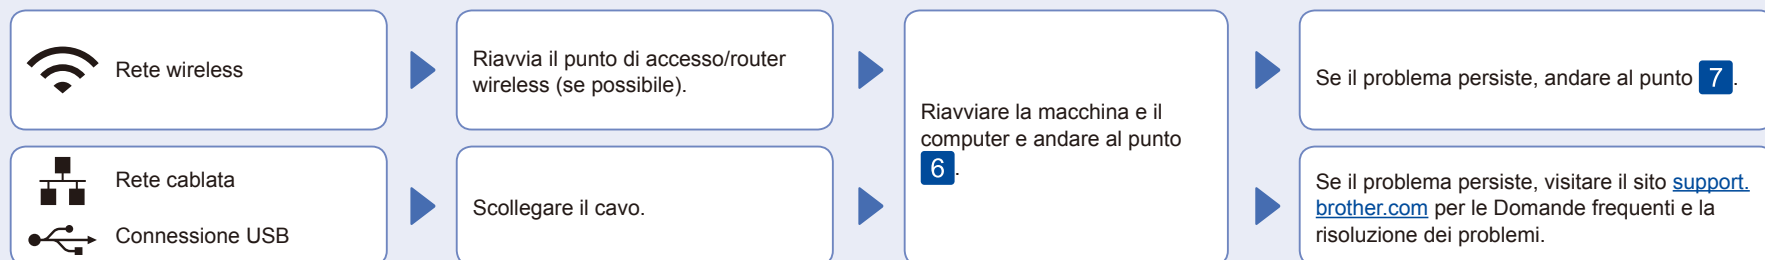 Rete wireless
Riavvia il punto di accesso/router
wireless (se possibile).
Rete cablata
Connessione USB
Scollegare il cavo.
Riavviare la macchina e il
computer e andare al punto
6.
Se il problema persiste, andare al punto 7.
Se il problema persiste, visitare il sito support.
brother.com per le Domande frequenti e la
risoluzione dei problemi.